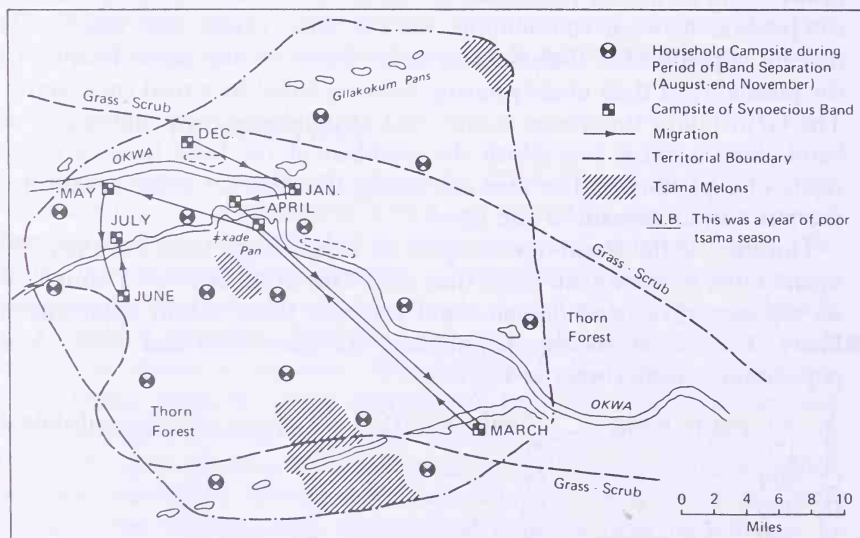 Household Campsite during
Period of Band Separation
(August-end November)
Campsite of Synoecious Band
Migration
Territorial Boundary
Tsama Melons
N.B. This was a year of poor
tsama season
Grass-Scrub
Gilakokum Pans
DEC.
OKWA
MAY
JAN.
APRIL
JULY
≠xade
Pan
Grass-Scrub
JUNE
Thorn
Forest
Thorn
Forest
OKWA
MARCH
Grass-Scrub
0 2 4 6 8 10
Miles